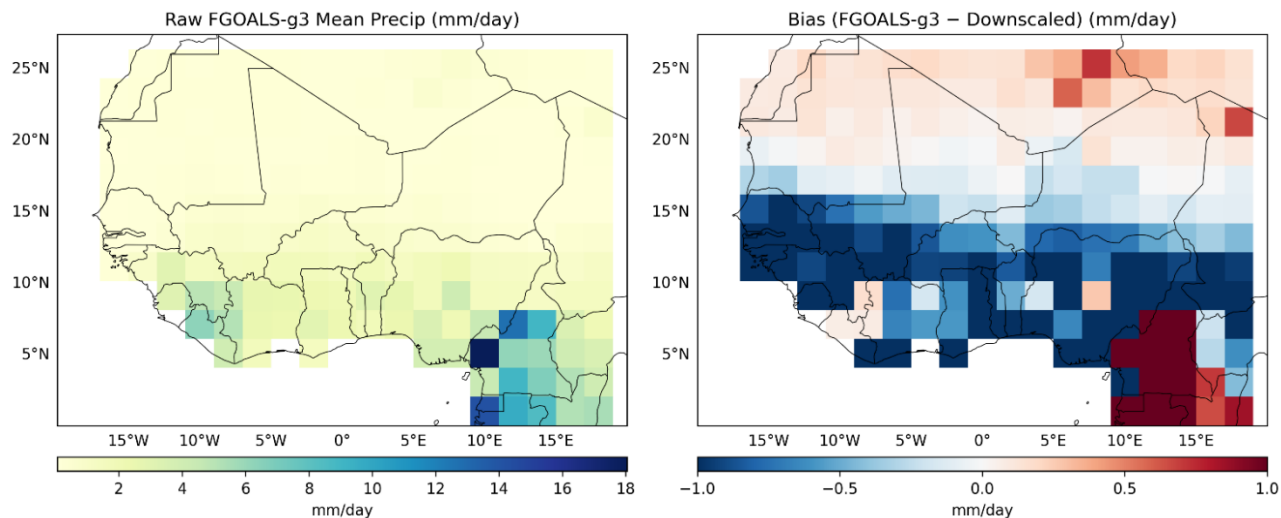 Raw FGOALS-g3 Mean Precip (mm/day)
Bias (FGOALS-g3 − Downscaled) (mm/day)
25°N
20°N
15°N
10°N
5°N
25°N
20°N
15°N
10°N
5°N
15°W 10°W 5°W 0° 5°E 10°E 15°E
15°W 10°W 5°W 0° 5°E 10°E 15°E
2 4 6 8 10 12 14 16 18
mm/day
−1.0 −0.5 0.0 0.5 1.0
mm/day